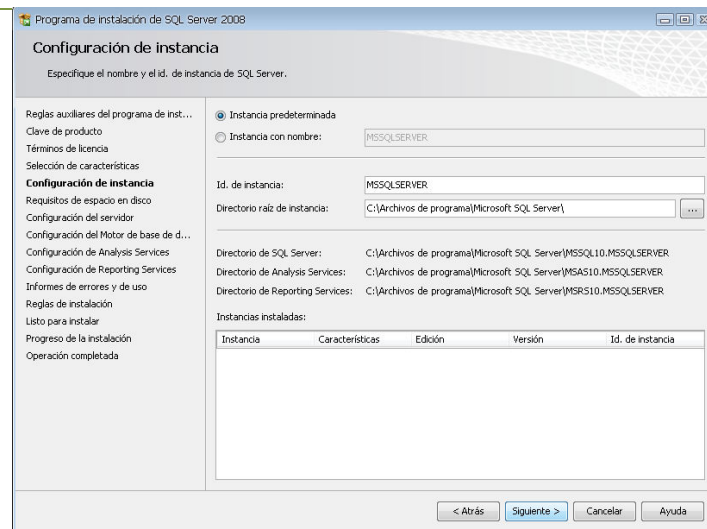 Programa de instalación de SQL Server 2008
Configuración de instancia
Especifique el nombre y el id. de instancia de SQL Server.
Reglas auxiliares del programa de inst...
Clave de producto
Términos de licencia
Selección de características
Configuración de instancia
Requisitos de espacio en disco
Configuración del servidor
Configuración del Motor de base de d...
Configuración de Analysis Services
Configuración de Reporting Services
Informes de errores y de uso
Reglas de instalación
Listo para instalar
Progreso de la instalación
Operación completada
Instancia predeterminada
Instancia con nombre: MSSQLSERVER
Id. de instancia: MSSQLSERVER
Directorio raíz de instancia: C:\Archivos de programa\Microsoft SQL Server\ ...
Directorio de SQL Server: C:\Archivos de programa\Microsoft SQL Server\MSSQL10.MSSQLSERVER
Directorio de Analysis Services: C:\Archivos de programa\Microsoft SQL Server\MSAS10.MSSQLSERVER
Directorio de Reporting Services: C:\Archivos de programa\Microsoft SQL Server\MSRS10.MSSQLSERVER
Instancias instaladas:
Instancia Características Edición Versión Id. de instancia
< Atrás Siguiente > Cancelar Ayuda